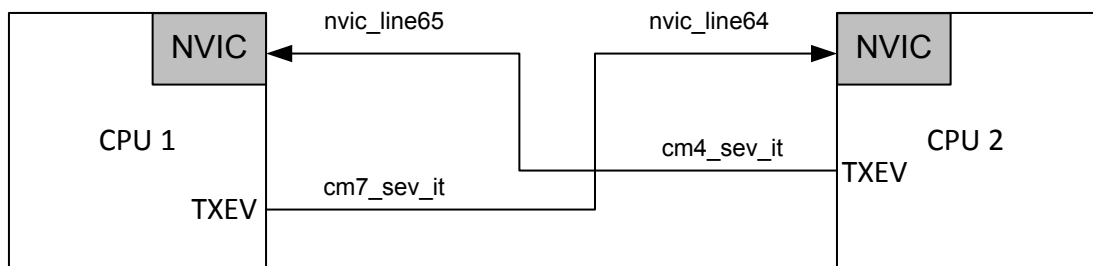 nvic_line65
nvic_line64
NVIC
NVIC
CPU 1
CPU 2
cm4_sev_it
TXEV
cm7_sev_it
TXEV